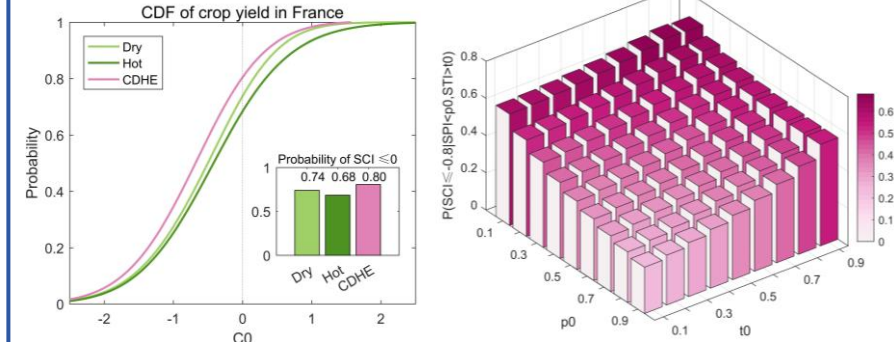 CDF of crop yield in France
1
0.8
0.6
0.4
0.2
0
Probability
Dry
Hot
CDHE
Probability of SCI ≤0
1
0.5
0
0.74 0.68 0.80
Dry Hot CDHE
-2 -1 0 1 2
C0
P(SCI≤-0.8|SPI<p0,STI>t0)
0.8
0.6
0.4
0.2
0
0.1
0.3
0.5
0.7
0.9
p0
0.1
0.3
0.5
0.7
0.9
t0
0.6
0.5
0.4
0.3
0.2
0.1
0